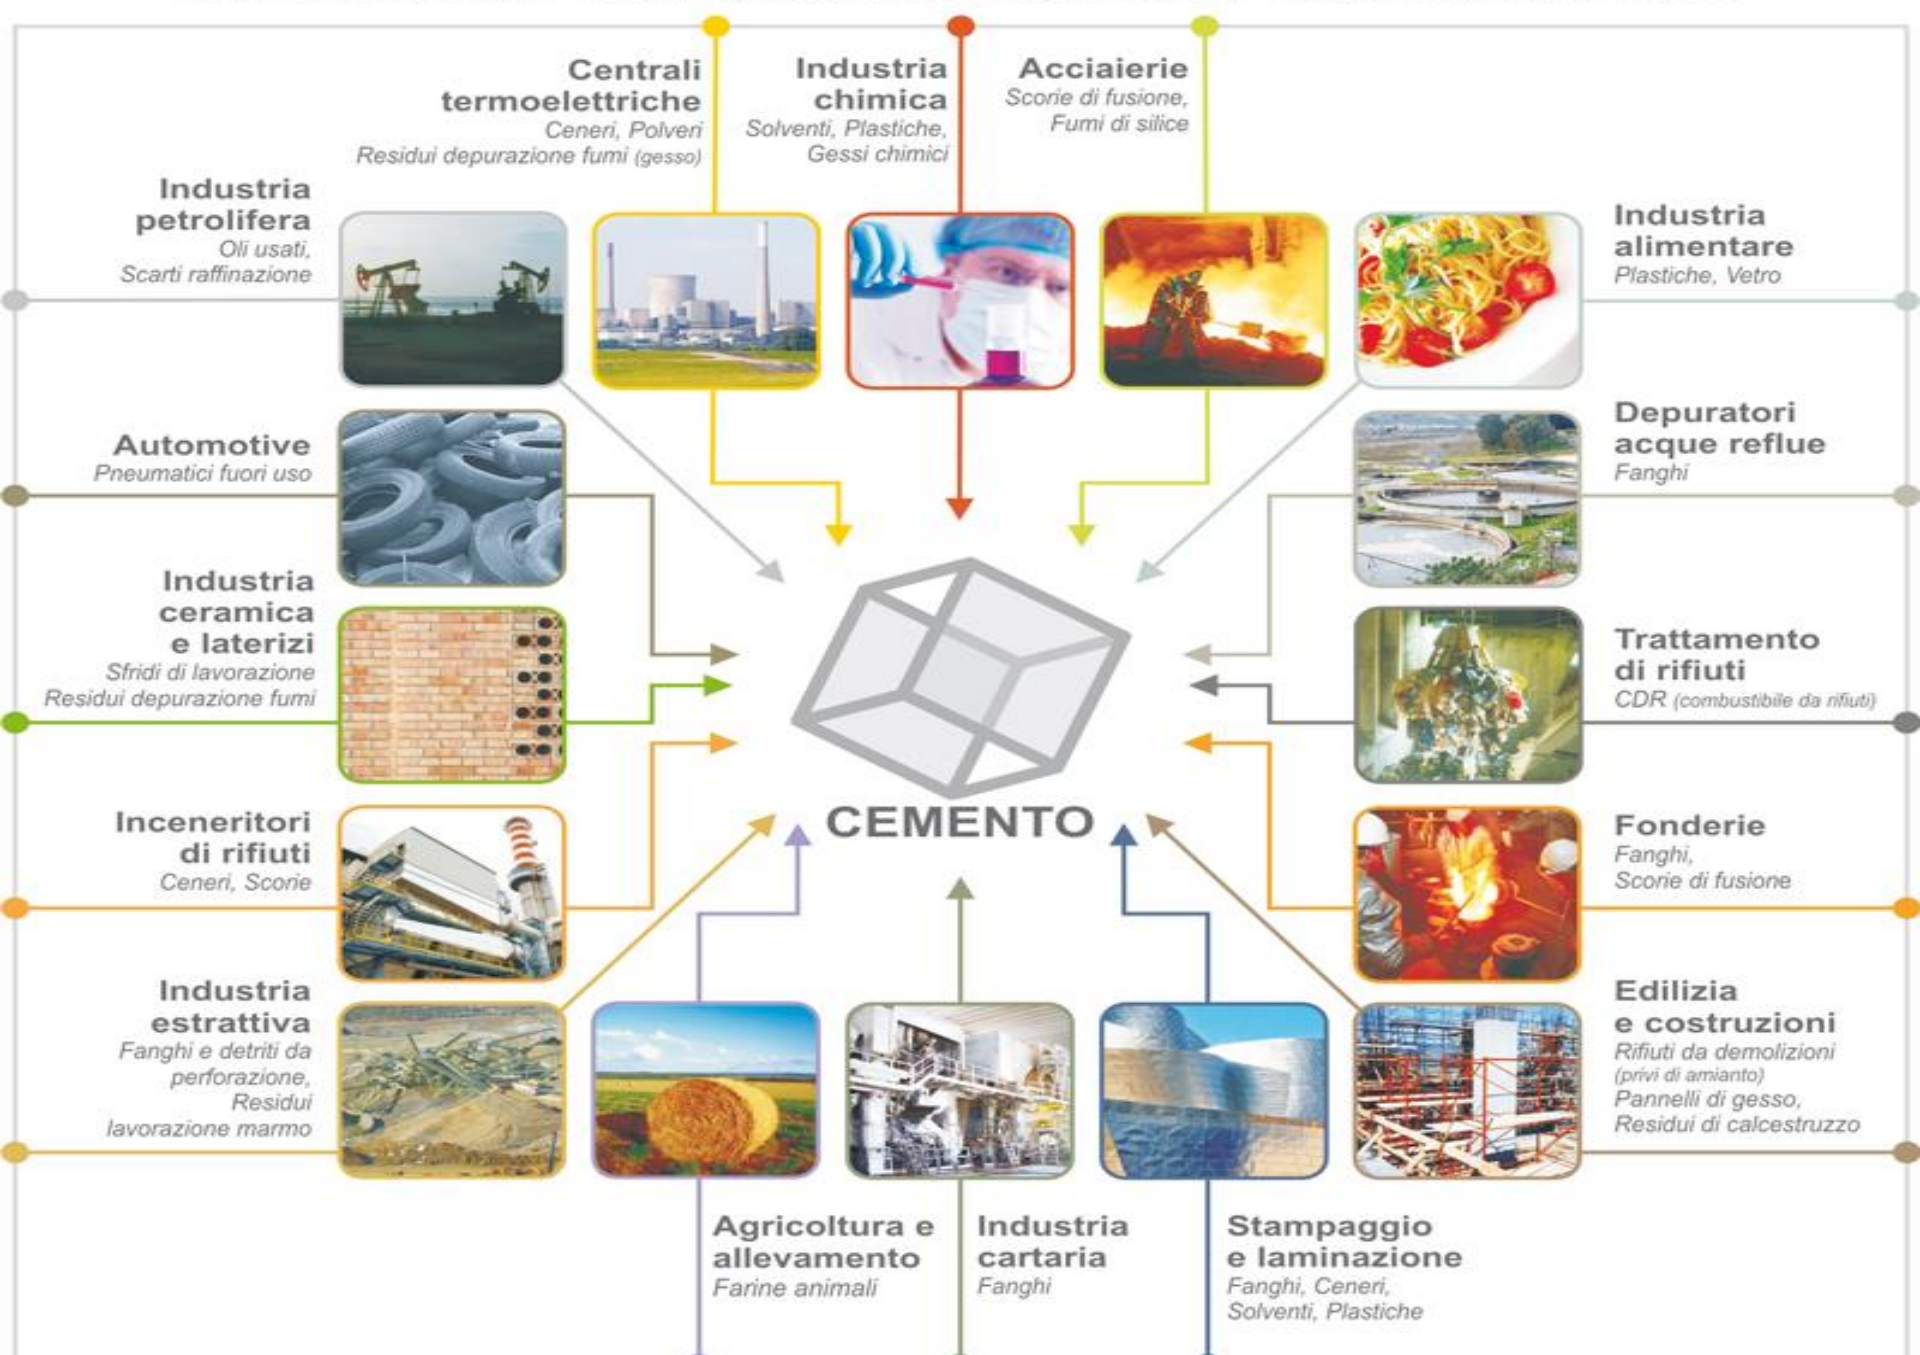 Centrali
termoelettriche
Ceneri, Polveri
Residui depurazione fumi (gesso)
Industria
chimica
Solventi, Plastiche,
Gessi chimici
Acciaierie
Scorie di fusione,
Fumi di silice
Industria
petrolifera
Oli usati,
Scarti raffinazione
Industria
alimentare
Plastiche, Vetro
Automotive
Pneumatici fuori uso
Depuratori
acque reflue
Fanghi
Industria
ceramica
e laterizi
Sfridi di lavorazione
Residui depurazione fumi
Trattamento
di rifiuti
CDR (combustibile da rifiuti)
CEMENTO
Inceneritori
di rifiuti
Ceneri, Scorie
Fonderie
Fanghi,
Scorie di fusione
Industria
estrattiva
Fanghi e detriti da
perforazione,
Residui
lavorazione marmo
Edilizia
e costruzioni
Rifiuti da demolizioni
(privi di amianto)
Pannelli di gesso,
Residui di calcestruzzo
Agricoltura e
allevamento
Farine animali
Industria
cartaria
Fanghi
Stampaggio
e laminazione
Fanghi, Ceneri,
Solventi, Plastiche